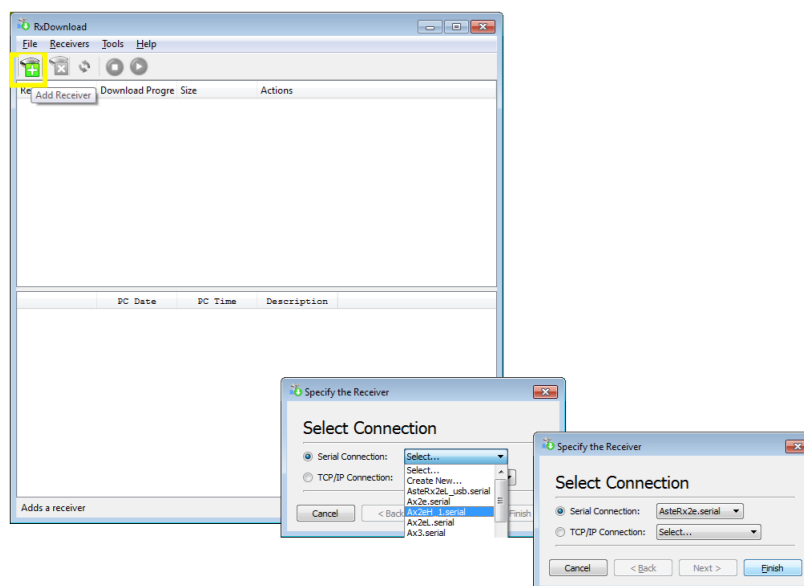 RxDownload
File Receivers Tools Help
Add Receiver
Download Progre Size Actions
PC Date PC Time Description
Adds a receiver
Specify the Receiver
Select Connection
Serial Connection: Select...
TCP/IP Connection:
Select...
Create New...
AsteRx2eL_usb.serial
Ax2e.serial
Ax2eH_1.serial
Ax2eL.serial
Ax3.serial
Cancel < Back Finish
Specify the Receiver
Select Connection
Serial Connection: AsteRx2e.serial
TCP/IP Connection: Select...
Cancel < Back Next > Finish